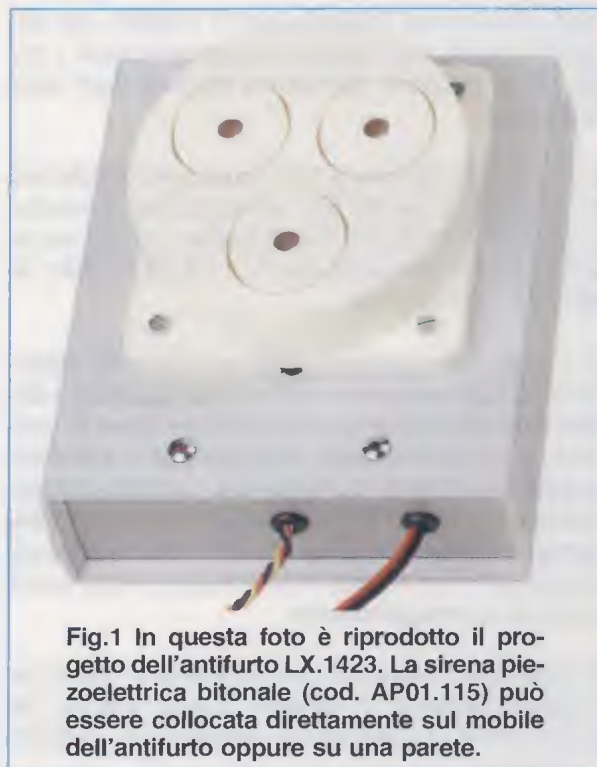 Fig.1 In questa foto è riprodotto il pro-
getto dell'antifurto LX.1423. La sirena pie-
zoelettrica bitonale (cod. AP01.115) può
essere collocata direttamente sul mobile
dell'antifurto oppure su una parete.